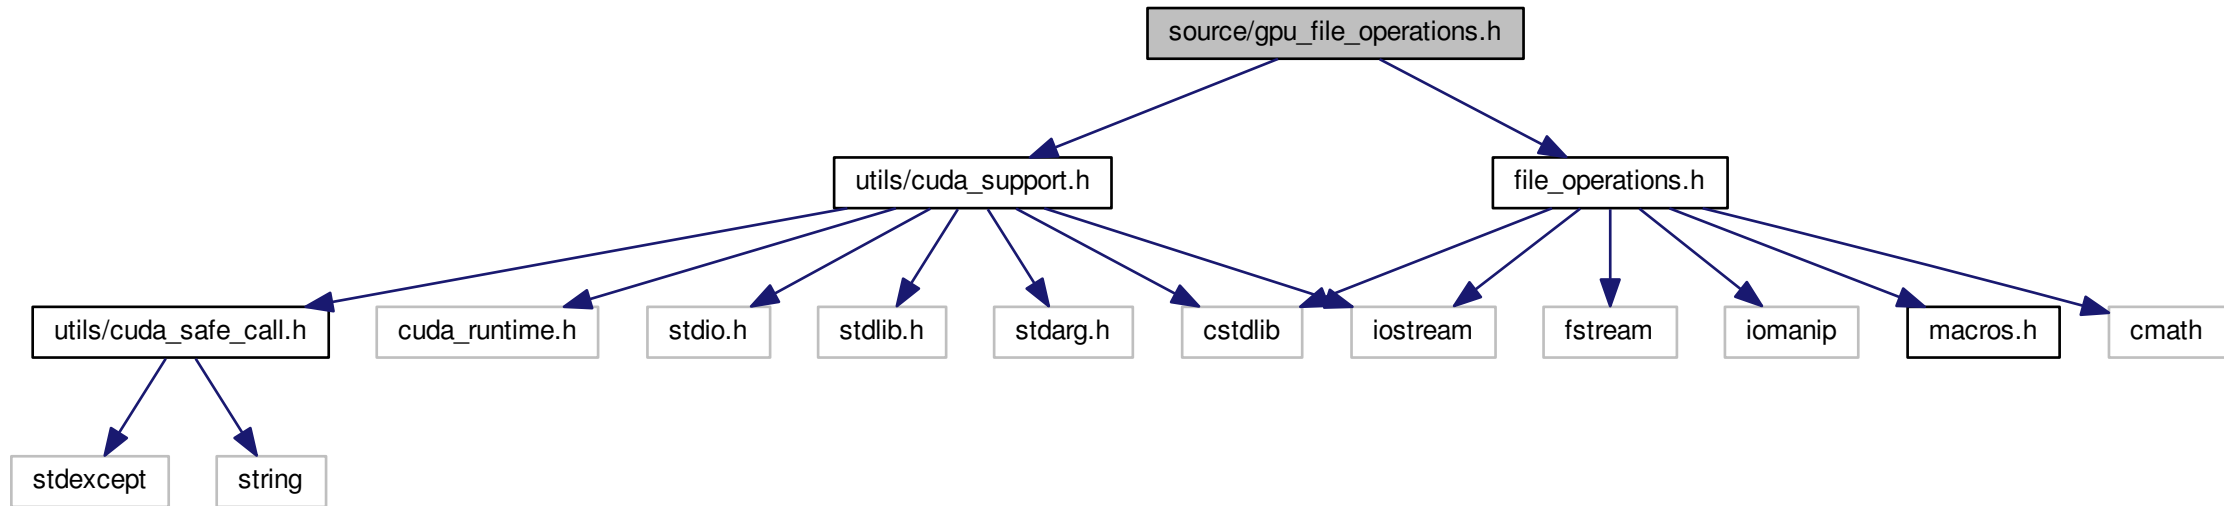 source/gpu_file_operations.h
utils/cuda_support.h
file_operations.h
utils/cuda_safe_call.h
cuda_runtime.h
stdio.h
stdlib.h
stdarg.h
cstdlib
iostream
fstream
iomanip
macros.h
cmath
stdexcept
string